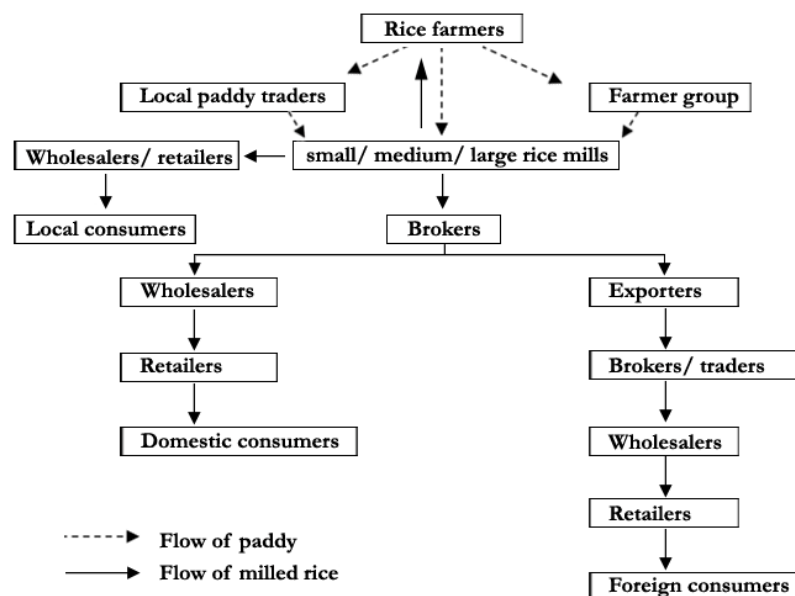 Rice farmers
Local paddy traders
Farmer group
Wholesalers/ retailers
small/ medium/ large rice mills
Local consumers
Brokers
Wholesalers
Exporters
Retailers
Brokers/ traders
Domestic consumers
Wholesalers
Retailers
Foreign consumers
Flow of paddy
Flow of milled rice